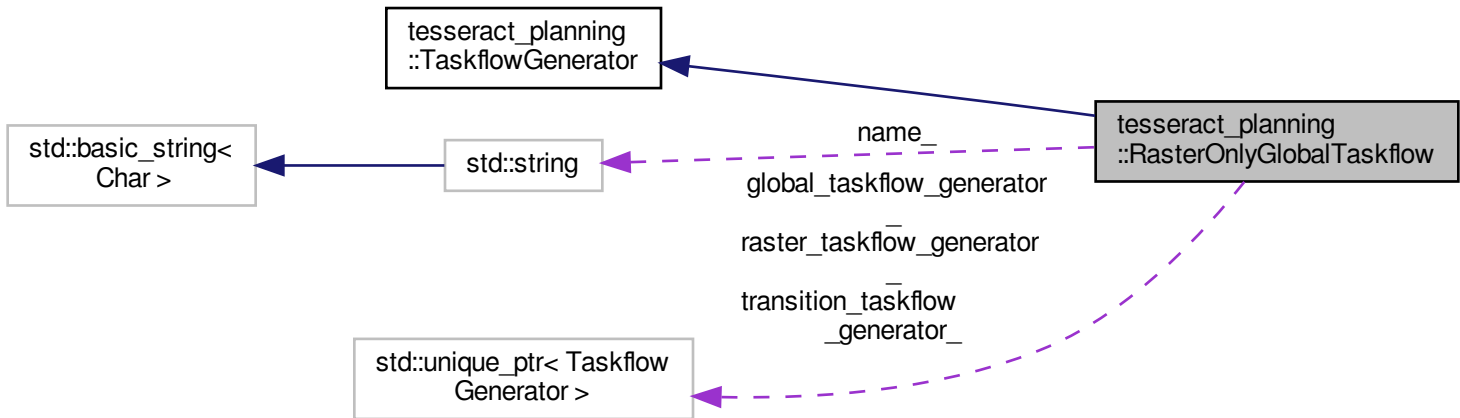 tesseract_planning
::TaskflowGenerator
tesseract_planning
::RasterOnlyGlobalTaskflow
std::basic_string<
Char >
std::string
name_
global_taskflow_generator
_
raster_taskflow_generator
_
transition_taskflow
_generator_
std::unique_ptr< Taskflow
Generator >